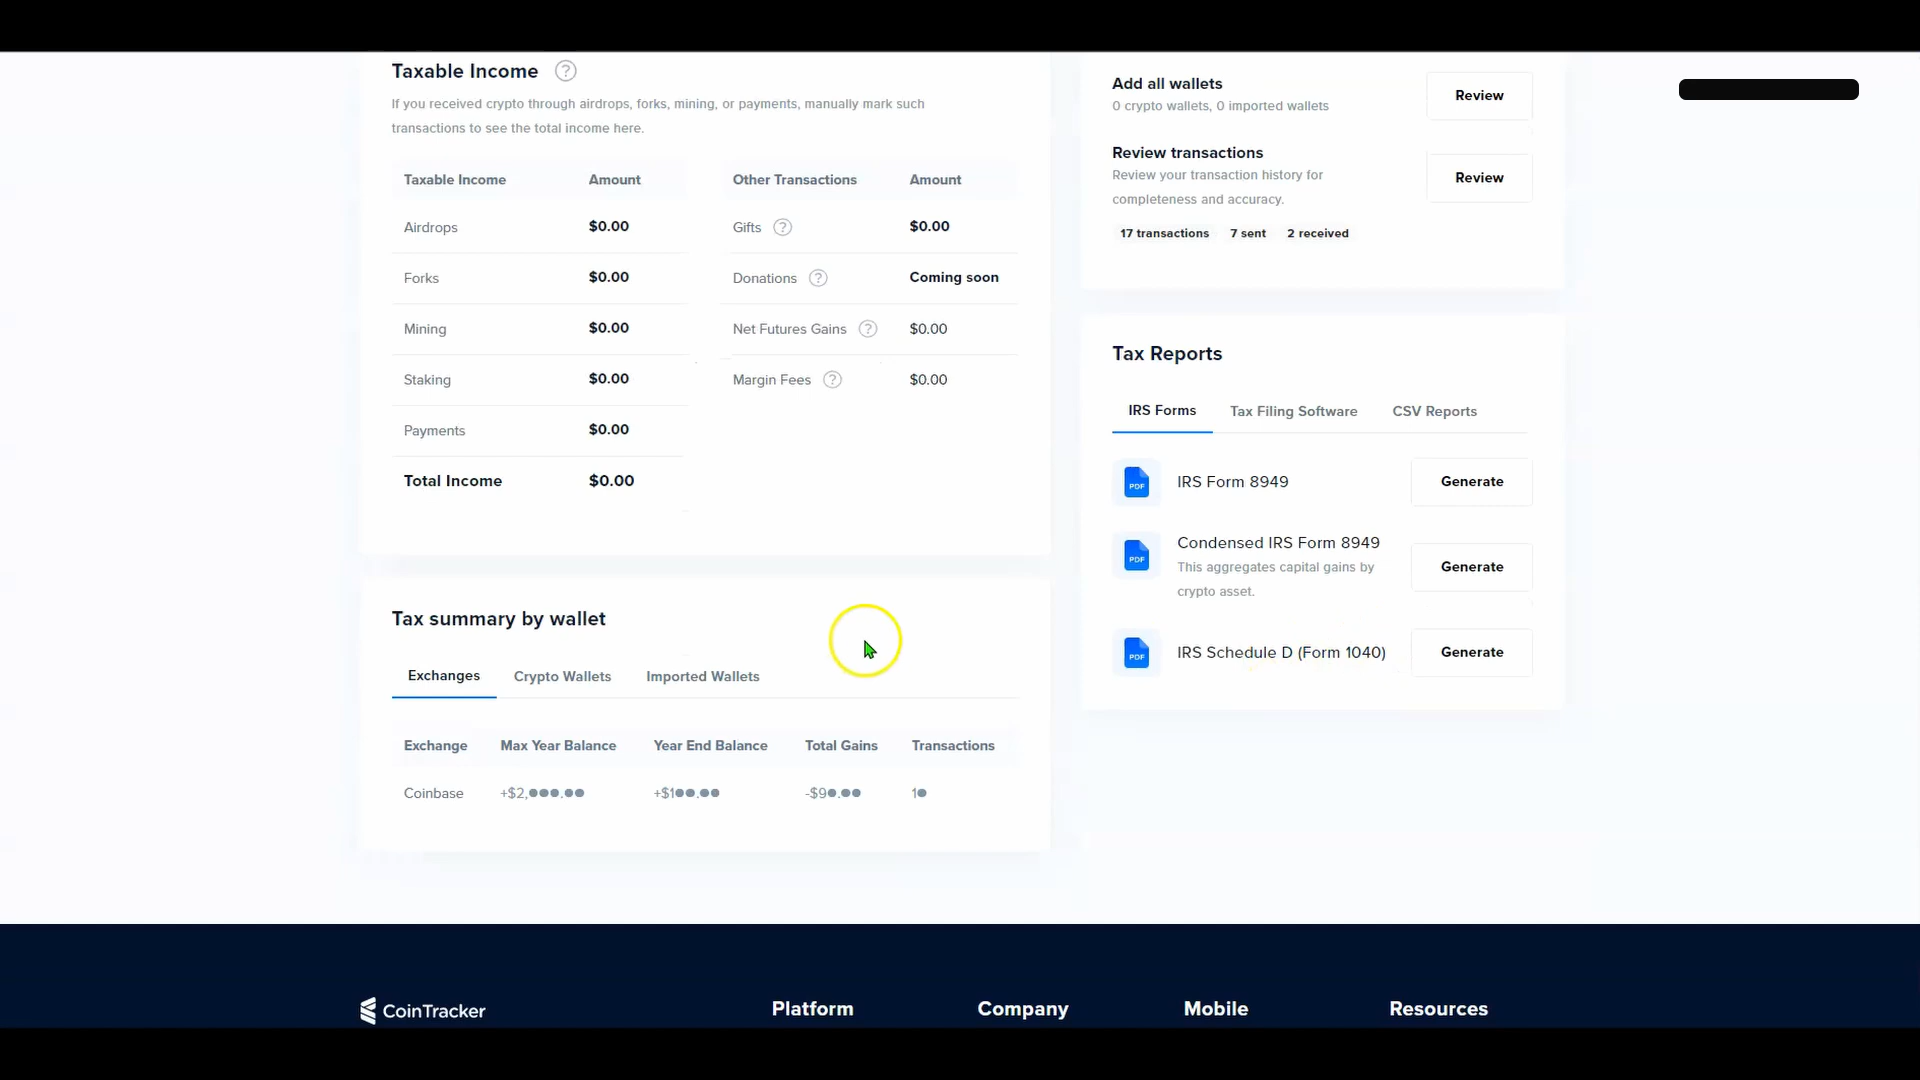 Taxable Income ?
If you received crypto through airdrops, forks, mining, or payments, manually mark such
transactions to see the total income here.
Taxable Income Amount
Airdrops $0.00
Forks $0.00
Mining $0.00
Staking $0.00
Payments $0.00
Total Income $0.00
Other Transactions Amount
Gifts ? $0.00
Donations ? Coming soon
Net Futures Gains ? $0.00
Margin Fees ? $0.00
Tax summary by wallet
Exchanges Crypto Wallets Imported Wallets
Exchange Max Year Balance Year End Balance Total Gains Transactions
Coinbase +$2,●●●.●● +$1●●.●● -$9●.●● 1●
Add all wallets
0 crypto wallets, 0 imported wallets
Review
Review transactions
Review your transaction history for
completeness and accuracy.
Review
17 transactions 7 sent 2 received
Tax Reports
IRS Forms Tax Filing Software CSV Reports
PDF IRS Form 8949 Generate
PDF Condensed IRS Form 8949
This aggregates capital gains by
crypto asset.
Generate
PDF IRS Schedule D (Form 1040) Generate
CoinTracker Platform Company Mobile Resources